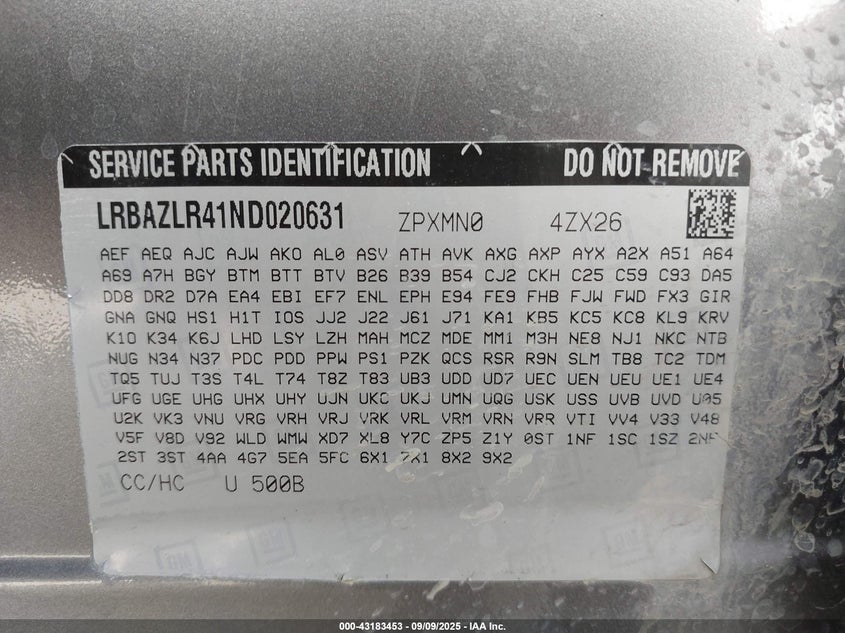 SERVICE PARTS IDENTIFICATION DO NOT REMOVE
LRBAZLR41ND020631 ZPXMN0 4ZX26
AEF AEQ AJC AJW AKO AL0 ASV ATH AVK AXG AXP AYX A2X A51 A64
A69 A7H BGY BTM BTT BTV B26 B39 B54 CJ2 CKH C25 C59 C93 DA5
DD8 DR2 D7A EA4 EBI EF7 ENL EPH E94 FE9 FHB FJW FWD FX3 GIR
GNA GNQ HS1 H1T IOS JJ2 J22 J61 J71 KA1 KB5 KC5 KC8 KL9 KRV
K10 K34 K6J LHD LSY LZH MAH MCZ MDE MM1 M3H NE8 NJ1 NKC NTB
NUG N34 N37 PDC PDD PPW PS1 PZK QCS RSR R9N SLM TB8 TC2 TDM
TQ5 TUJ T3S T4L T74 T8Z T83 UB3 UDD UD7 UEC UEN UEU UE1 UE4
UFG UGE UHG UHX UHY UJN UKC UKJ UMN UQG USK USS UVB UVD U05
U2K VK3 VNU VRG VRH VRJ VRK VRL VRM VRN VRR VTI VV4 V33 V48
V5F V8D V92 WLD WMW XD7 XL8 Y7C ZP5 Z1Y 0ST 1NF 1SC 1SZ 2NF
2ST 3ST 4AA 4G7 5EA 5FC 6X1 7X1 8X2 9X2
CC/HC U 500B
000-43183453 - 09/09/2025 - IAA Inc.